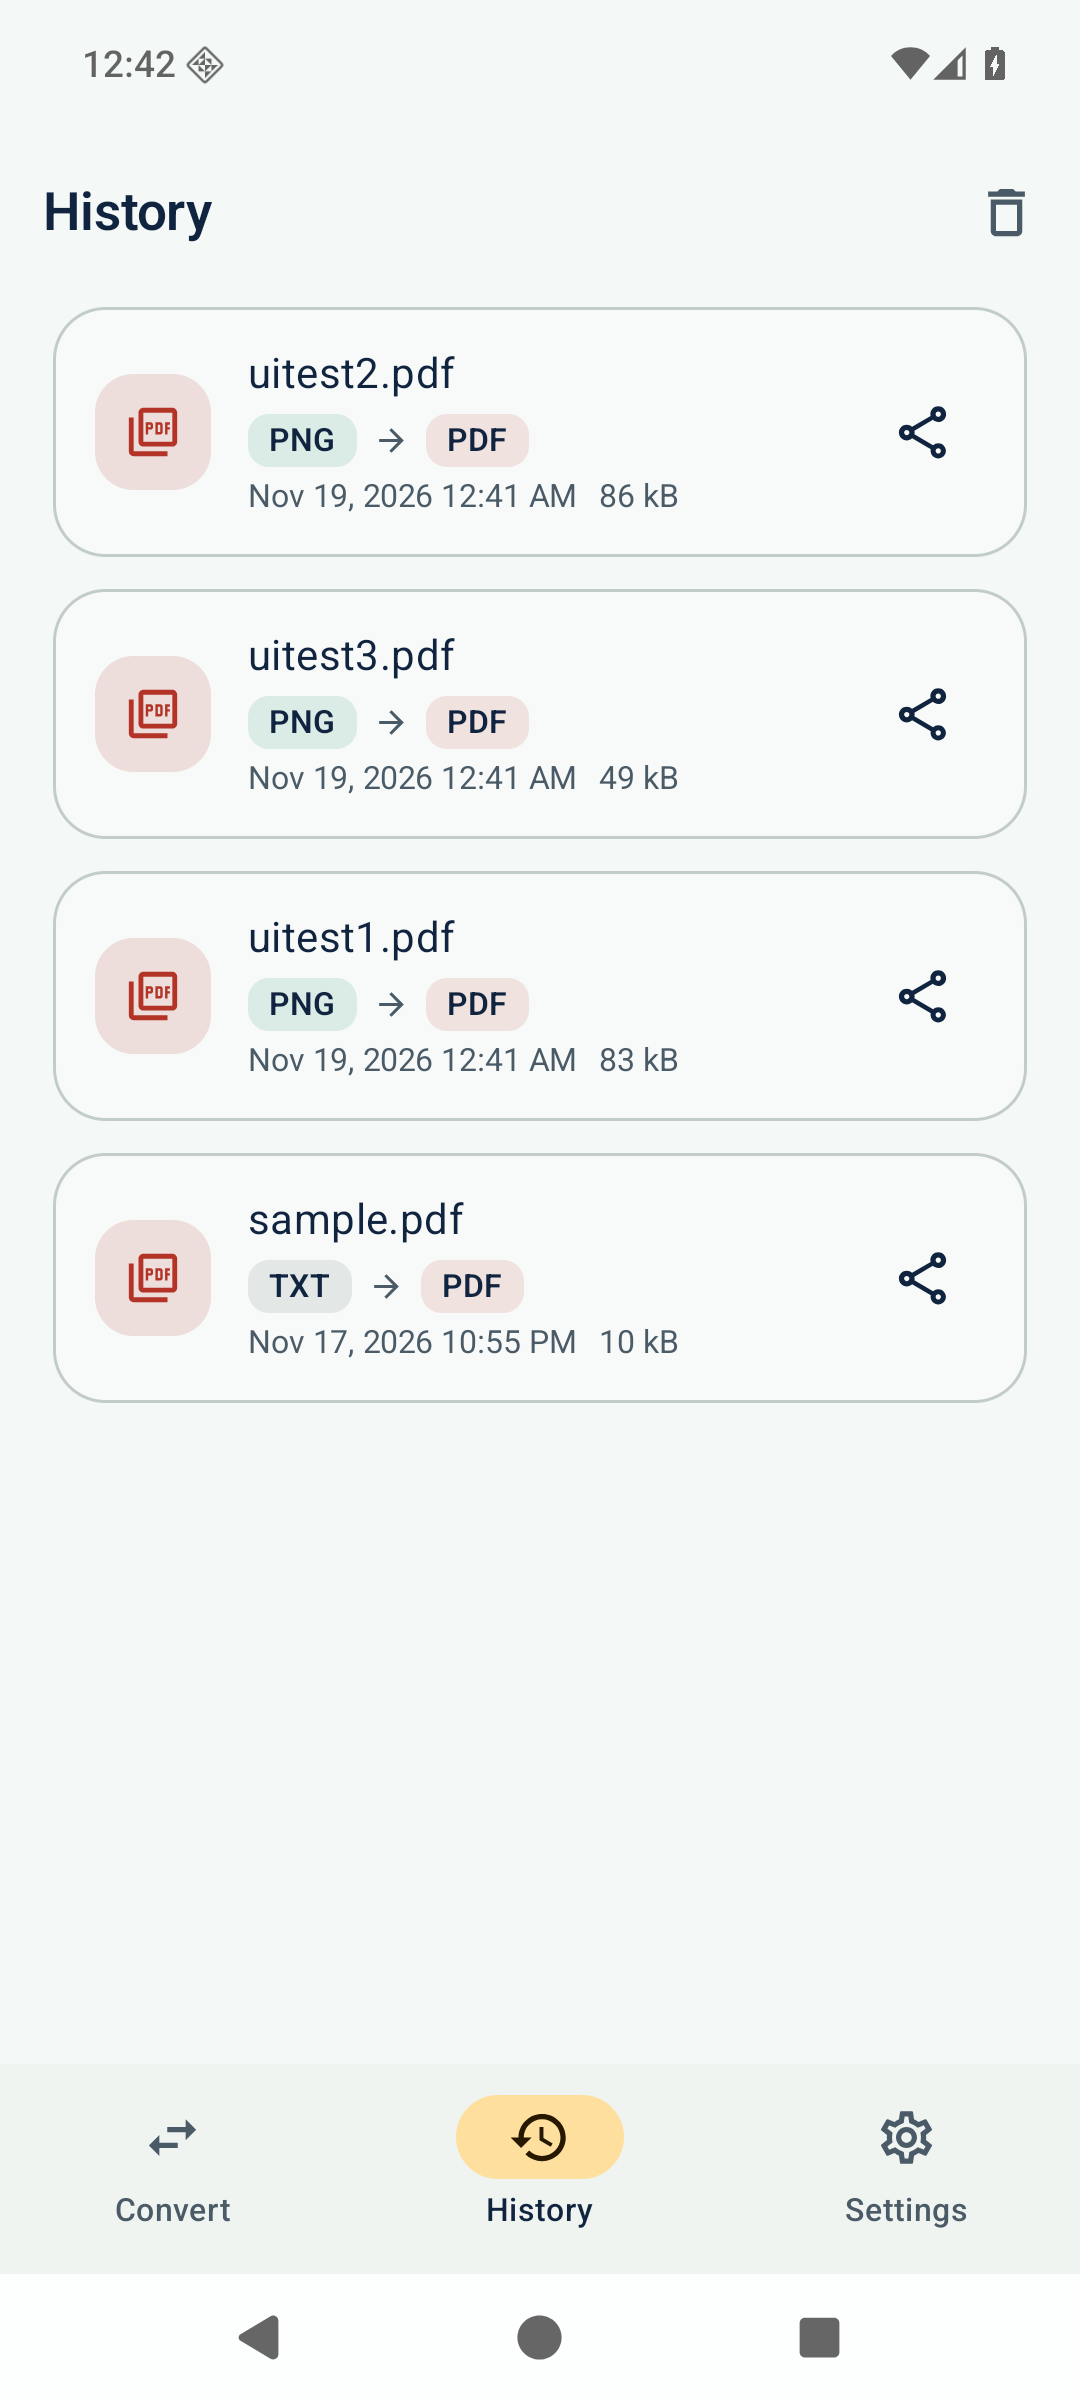 12:42
History
uitest2.pdf
PNG → PDF
Nov 19, 2026 12:41 AM 86 kB
uitest3.pdf
PNG → PDF
Nov 19, 2026 12:41 AM 49 kB
uitest1.pdf
PNG → PDF
Nov 19, 2026 12:41 AM 83 kB
sample.pdf
TXT → PDF
Nov 17, 2026 10:55 PM 10 kB
Convert History Settings